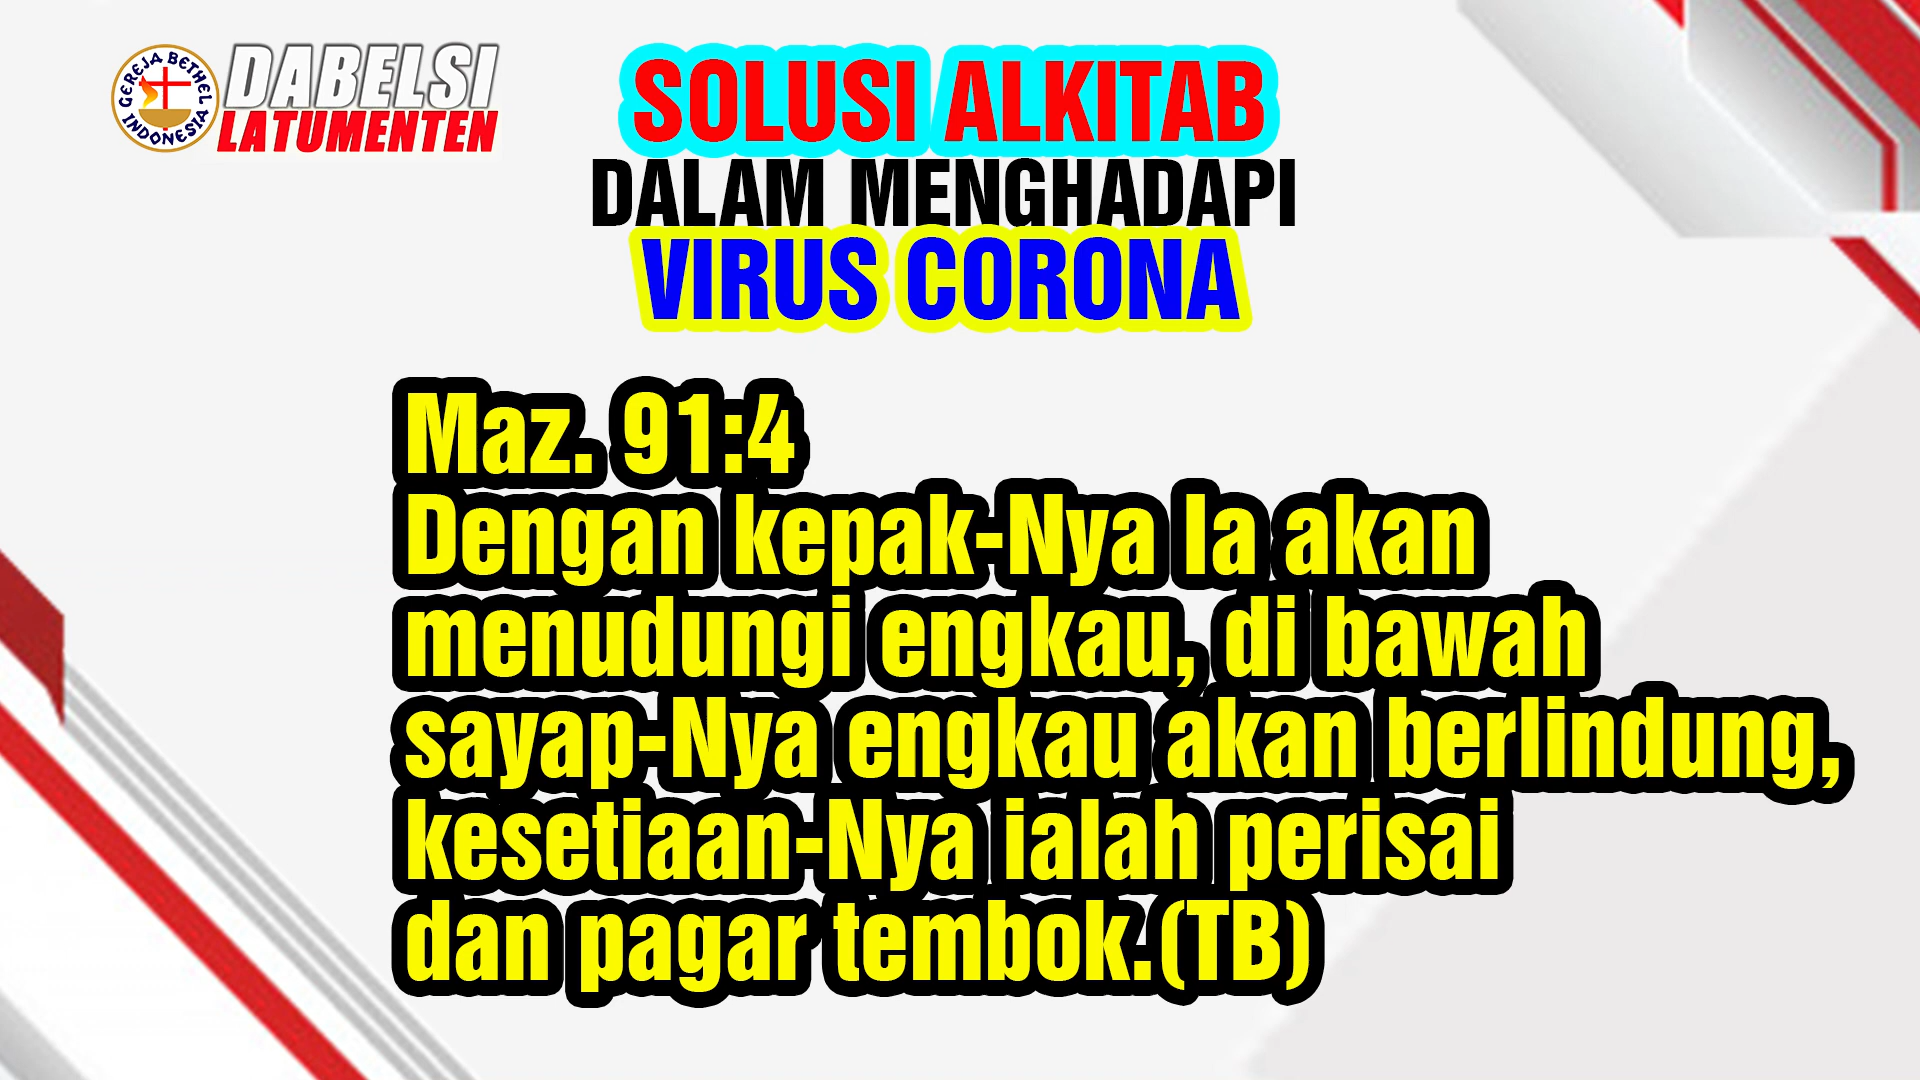 GEREJA BETHEL INDONESIA
DABELSI
LATUMENTEN
SOLUSI ALKITAB
DALAM MENGHADAPI
VIRUS CORONA
Maz. 91:4
Dengan kepak-Nya Ia akan
menudungi engkau, di bawah
sayap-Nya engkau akan berlindung,
kesetiaan-Nya ialah perisai
dan pagar tembok.(TB)